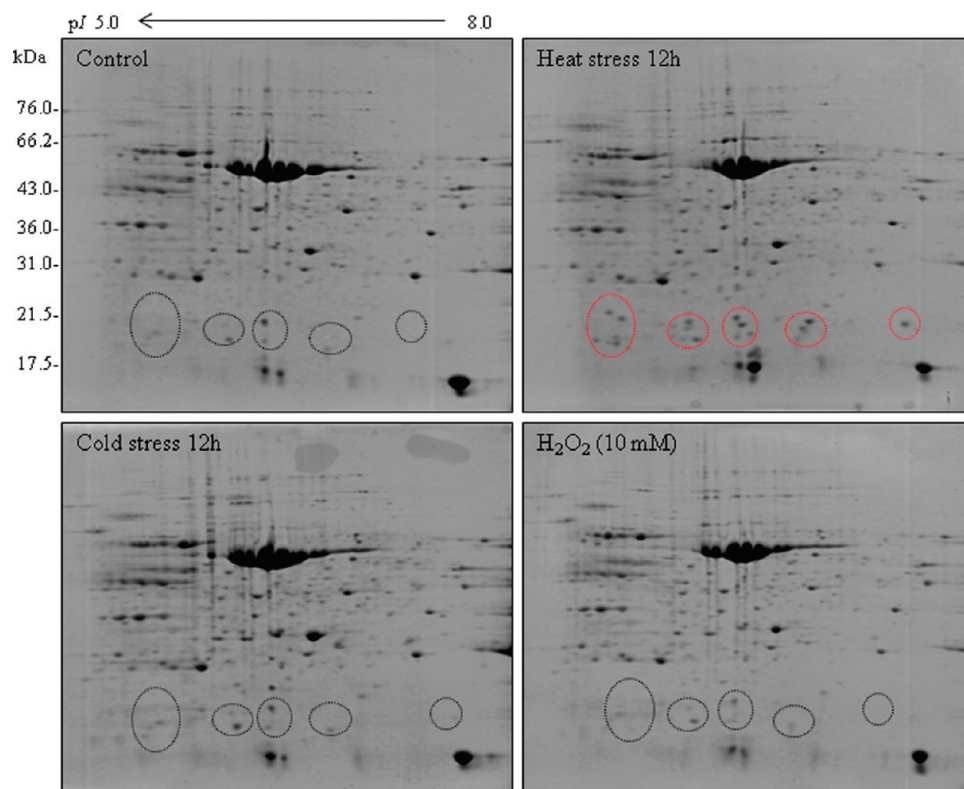 pI 5.0 8.0
kDa
Control
Heat stress 12h
76.0-
66.2-
43.0-
36.0-
31.0-
21.5-
17.5-
Cold stress 12h
H₂O₂ (10 mM)